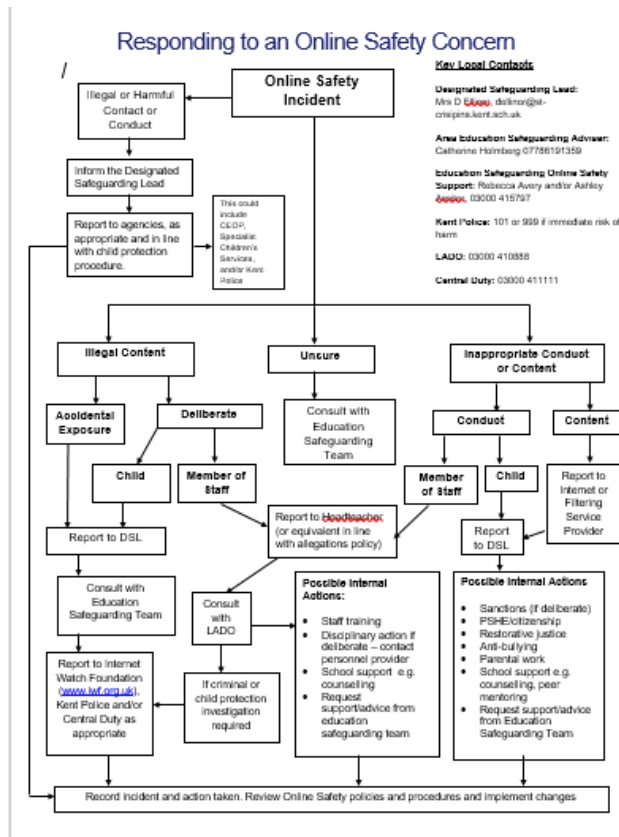 Responding to an Online Safety Concern
/
Online Safety
Incident
Illegal or Harmful
Contact or
Conduct
Inform the Designated
Safeguarding Lead
Report to agencies, as
appropriate and in line
with child protection
procedure.
This could
include
CEOP,
Specialist
Children's
Services,
and/or Kent
Police
Key Local Contacts
Designated Safeguarding Lead:
Mrs D
crispins.kent.sch.uk
Area Education Safeguarding Adviser:
Catherine Holmberg 07786191359
Education Safeguarding Online Safety
Support: Rebecca Avery and/or Ashley
03000 415797
Kent Police: 101 or 999 if immediate risk of
harm
LADO: 03000 410888
Central Duty: 03000 411111
Illegal Content
Unsure
Inappropriate Conduct
or Content
Accidental
Exposure
Deliberate
Consult with
Education
Safeguarding
Team
Conduct
Content
Child
Member of
Staff
Member
of Staff
Child
Report to
Internet or
Filtering
Service
Provider
Report to DSL
Report to Headteacher
(or equivalent in line
with allegations policy)
Report
to DSL
Consult with
Education
Safeguarding Team
Consult
with
LADO
Possible Internal
Actions:
• Staff training
• Disciplinary action if
deliberate – contact
personnel provider
• School support e.g.
counselling
• Request
support/advice from
education
safeguarding team
Possible Internal Actions
• Sanctions (if deliberate)
• PSHE/citizenship
• Restorative justice
• Anti-bullying
• Parental work
• School support e.g.
counselling, peer
mentoring
• Request support/advice
from Education
Safeguarding Team
Report to Internet
Watch Foundation
(www.iwf.org.uk),
Kent Police and/or
Central Duty as
appropriate
If criminal or
child protection
investigation
required
Record incident and action taken. Review Online Safety policies and procedures and implement changes